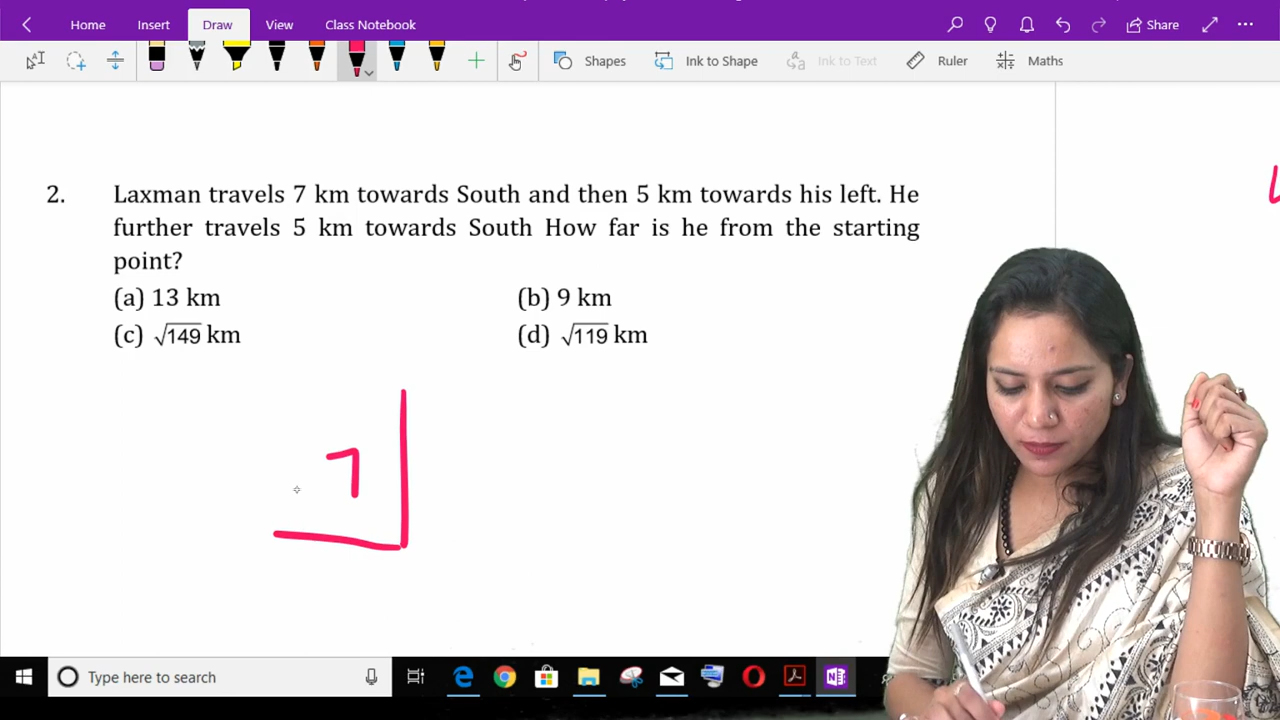 Home Insert Draw View Class Notebook Share
Shapes Ink to Shape Ink to Text Ruler Maths
2. Laxman travels 7 km towards South and then 5 km towards his left. He
further travels 5 km towards South How far is he from the starting
point?
(a) 13 km (b) 9 km
(c) √149 km (d) √119 km
7
Type here to search